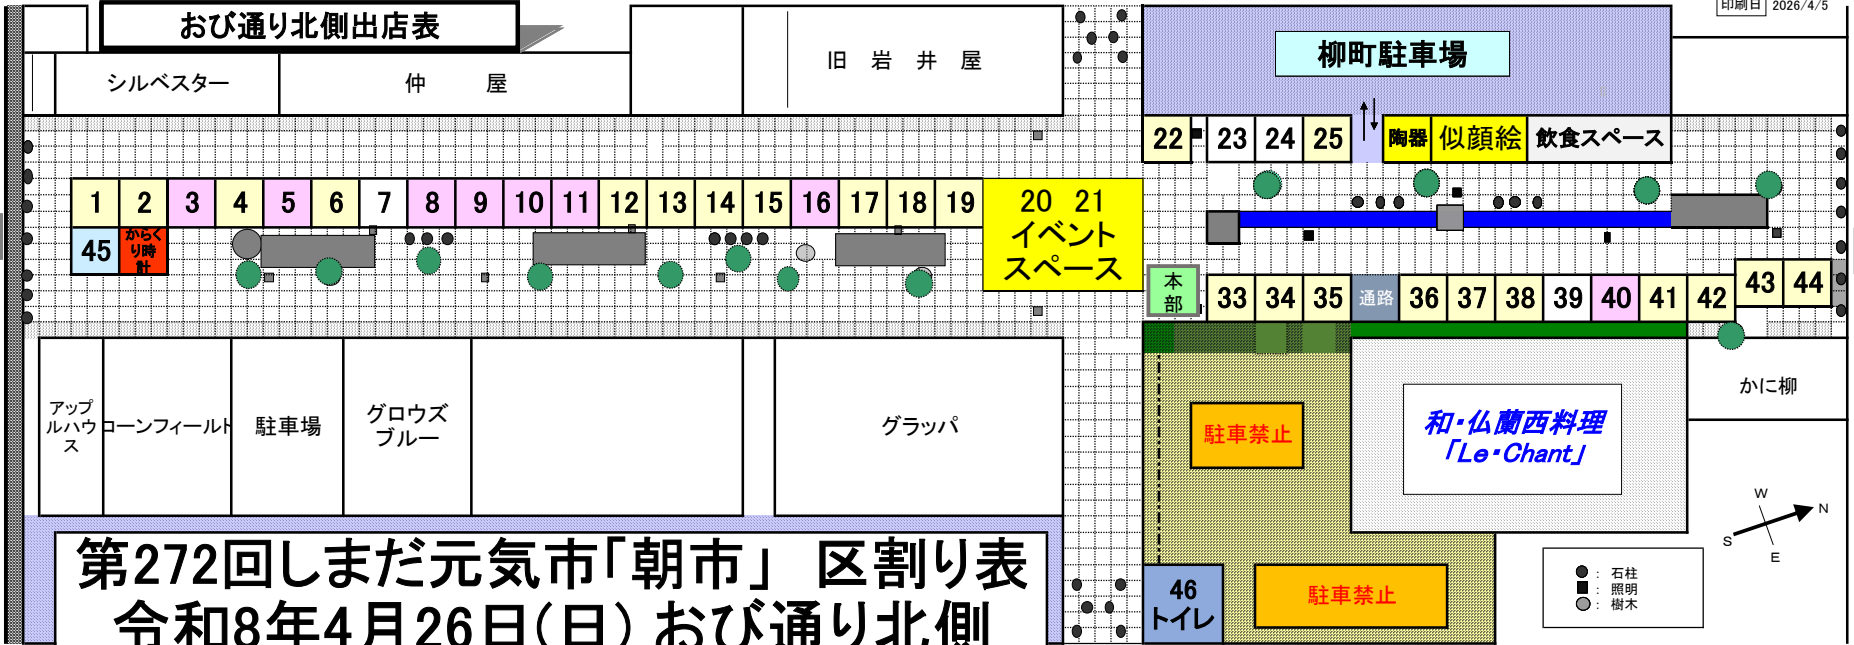 おび通り北側出店表
印刷日 2026/4/5
シルベスター
仲 屋
旧 岩 井 屋
柳町駐車場
22 23 24 25 陶器 似顔絵 飲食スペース
1 2 3 4 5 6 7 8 9 10 11 12 13 14 15 16 17 18 19
20 21
イベント
スペース
45
からく
り時
計
本
部
33 34 35 通路 36 37 38 39 40 41 42 43 44
アップ
ルハウ
ス
コーンフィールド
駐車場
グロウズ
ブルー
グラッパ
駐車禁止
和・仏蘭西料理
「Le・Chant」
かに柳
W
N
S
E
第272回しまだ元気市「朝市」 区割り表
令和8年4月26日(日) おび通り北側
46
トイレ
駐車禁止
： 石柱
： 照明
： 樹木